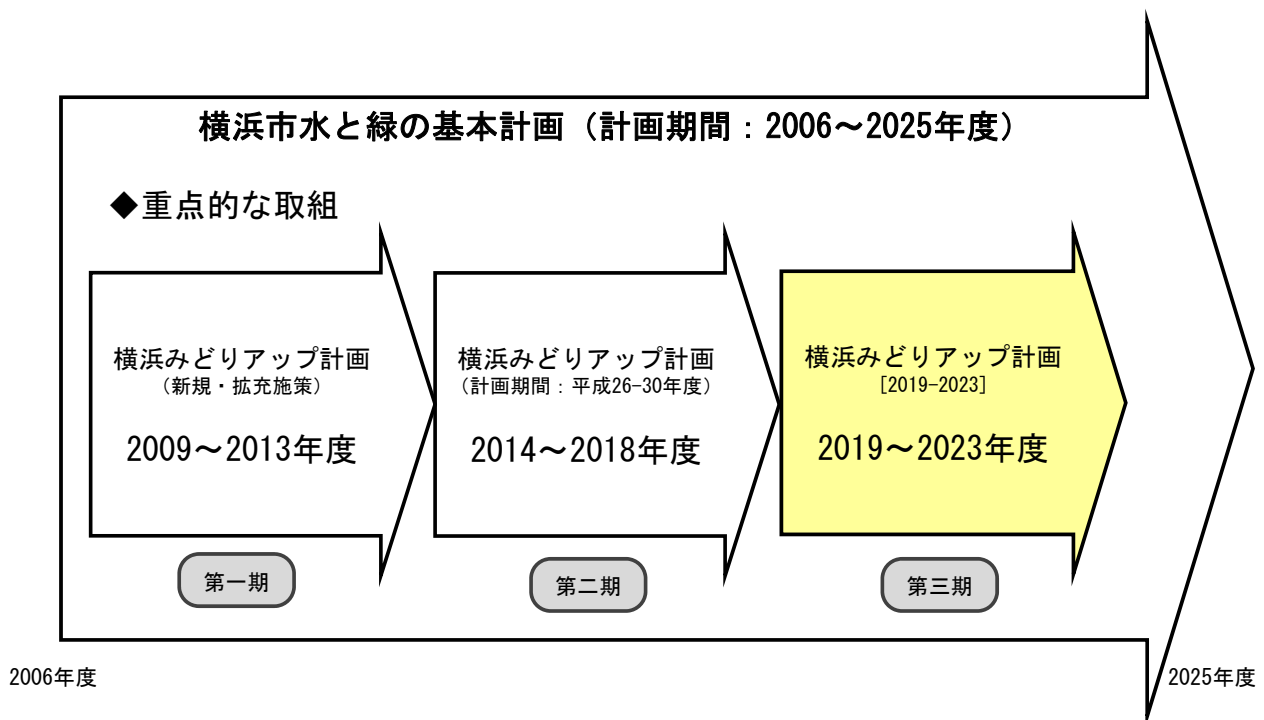 横浜市水と緑の基本計画（計画期間：2006～2025年度）
◆重点的な取組
横浜みどりアップ計画
（新規・拡充施策）
2009～2013年度
第一期
横浜みどりアップ計画
（計画期間：平成26-30年度）
2014～2018年度
第二期
横浜みどりアップ計画
[2019-2023]
2019～2023年度
第三期
2006年度
2025年度